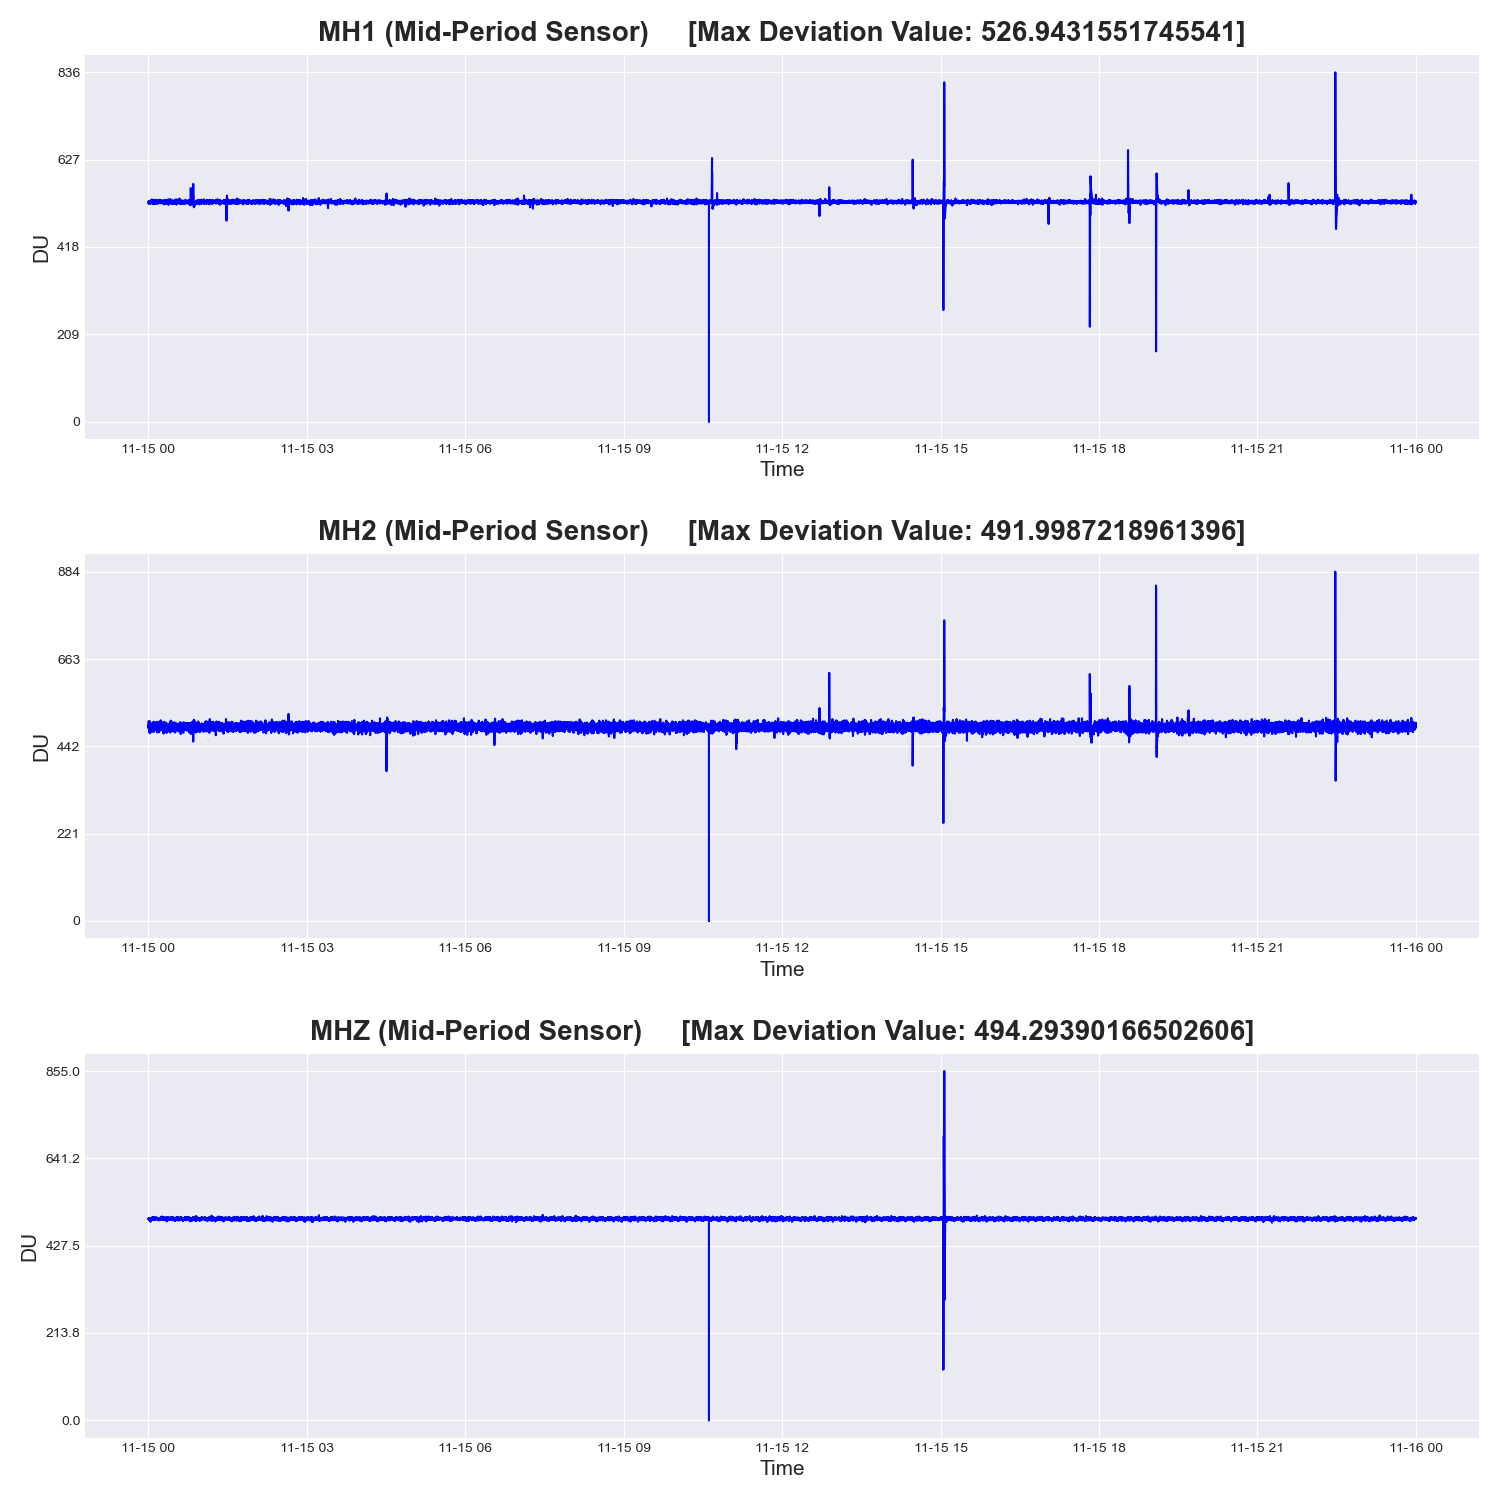 MH1 (Mid-Period Sensor) [Max Deviation Value: 526.9431551745541]
836
627
418
209
0
DU
11-15 00 11-15 03 11-15 06 11-15 09 11-15 12 11-15 15 11-15 18 11-15 21 11-16 00
Time
MH2 (Mid-Period Sensor) [Max Deviation Value: 491.9987218961396]
884
663
442
221
0
DU
11-15 00 11-15 03 11-15 06 11-15 09 11-15 12 11-15 15 11-15 18 11-15 21 11-16 00
Time
MHZ (Mid-Period Sensor) [Max Deviation Value: 494.29390166502606]
855.0
641.2
427.5
213.8
0.0
DU
11-15 00 11-15 03 11-15 06 11-15 09 11-15 12 11-15 15 11-15 18 11-15 21 11-16 00
Time